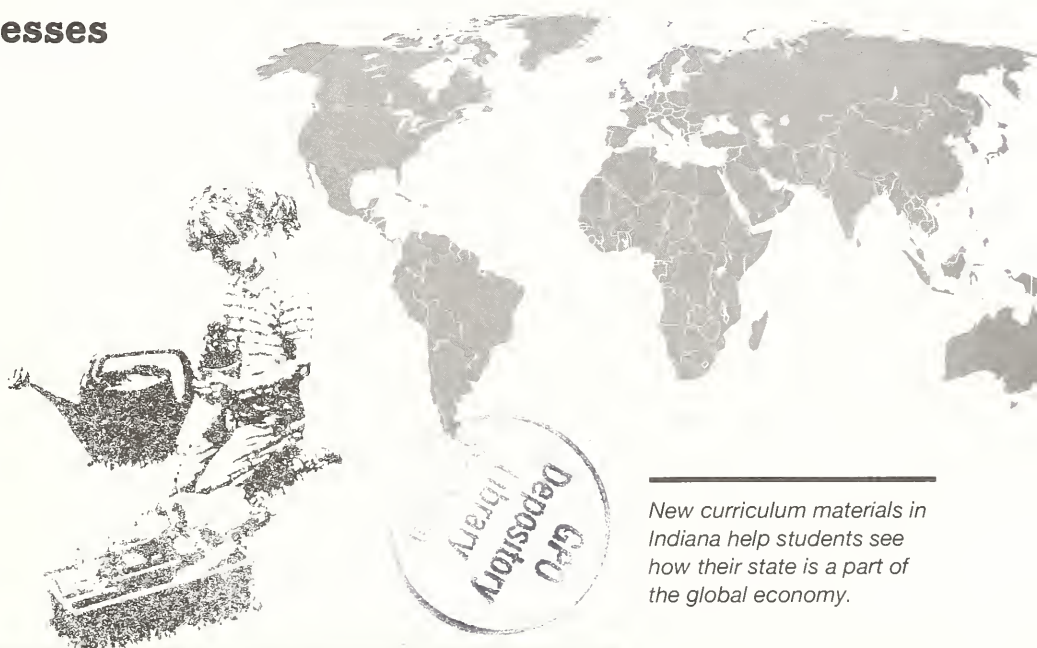 esses
GPO
Depository
Library
New curriculum materials in
Indiana help students see
how their state is a part of
the global economy.